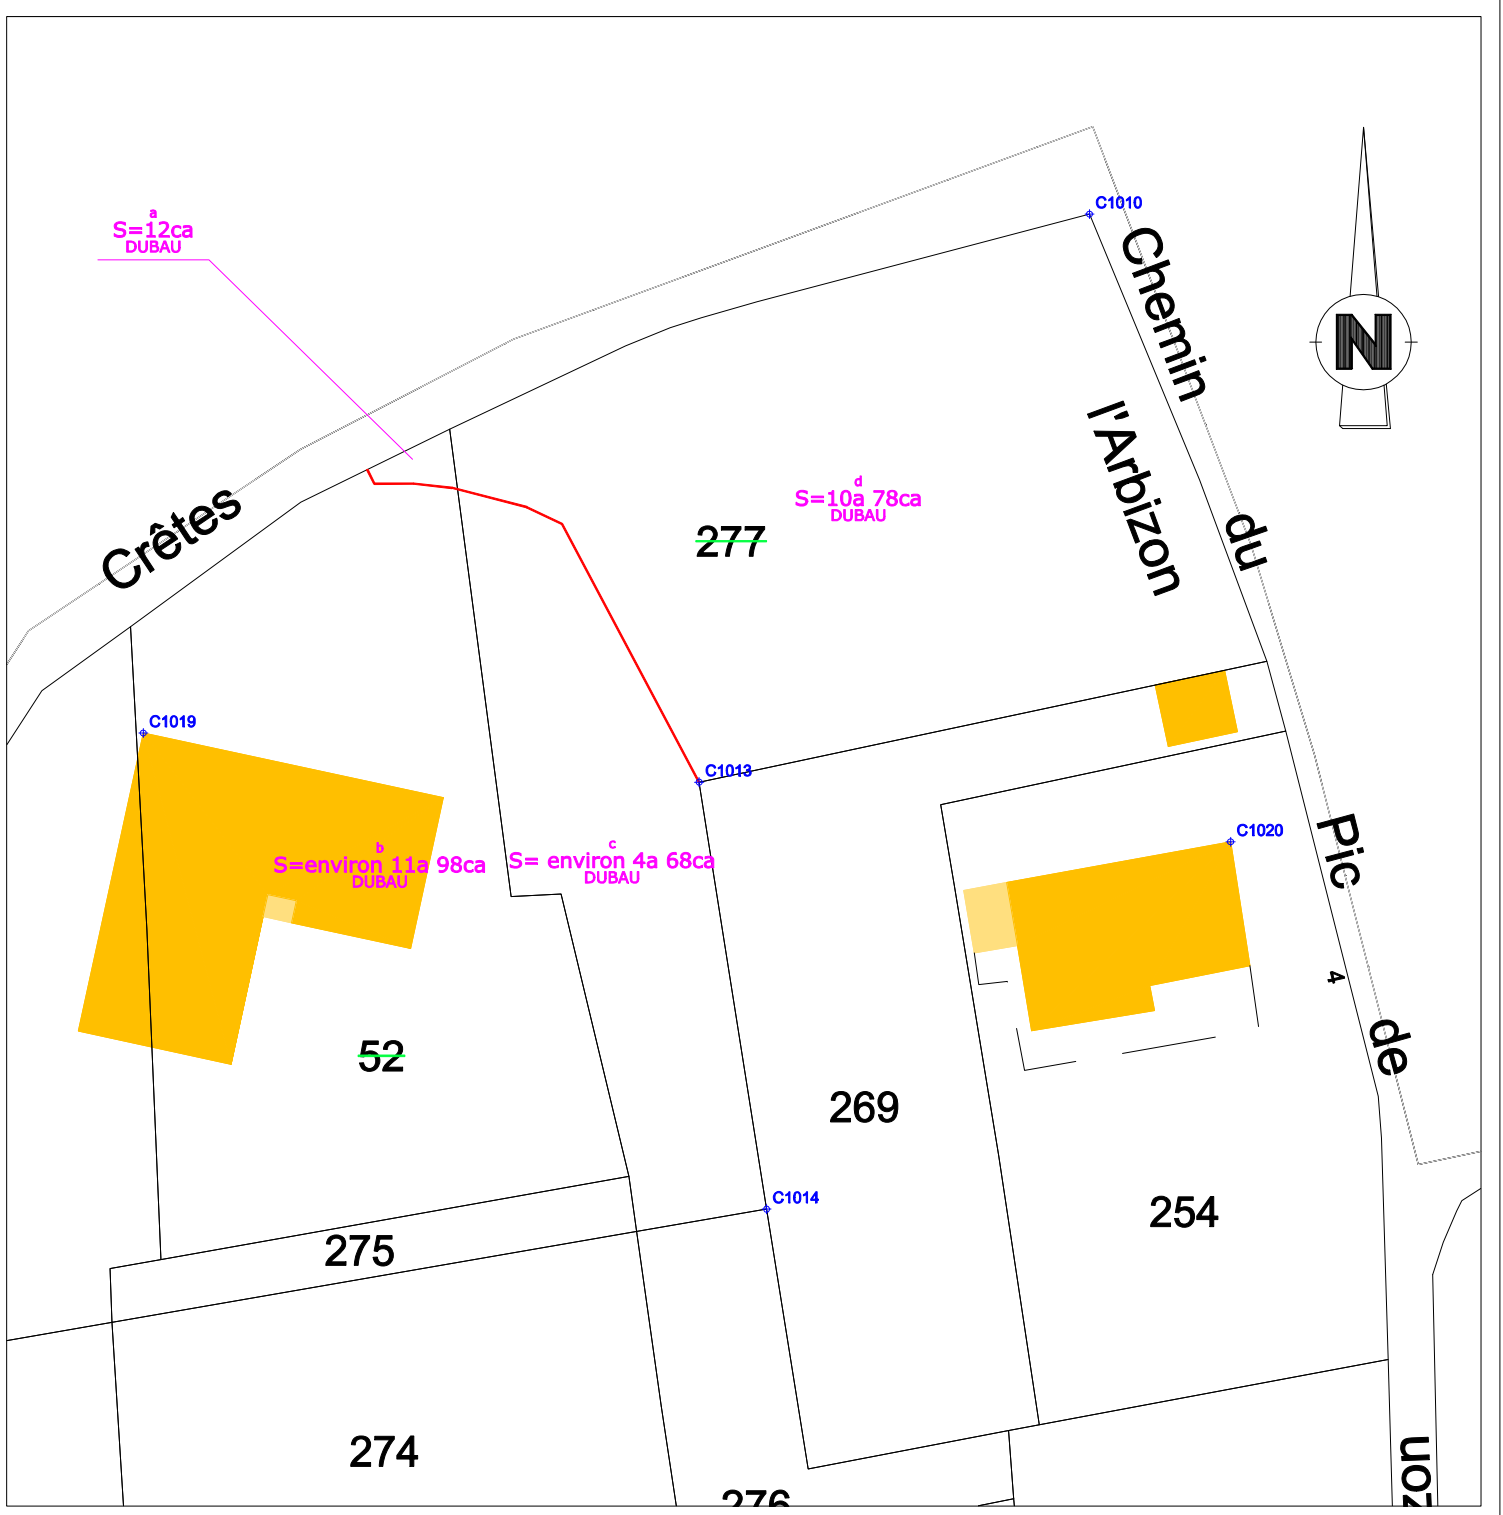 C1010
a
S=12ca
DUBAU
Chemin
N
l'Arbizon
d
S=10a 78ca
DUBAU
277
Crêtes
du
C1019
C1013
C1020
b
S=environ 11a 98ca
DUBAU
c
S= environ 4a 68ca
DUBAU
Pic
4
52
de
269
C1014
254
275
274
zon
276